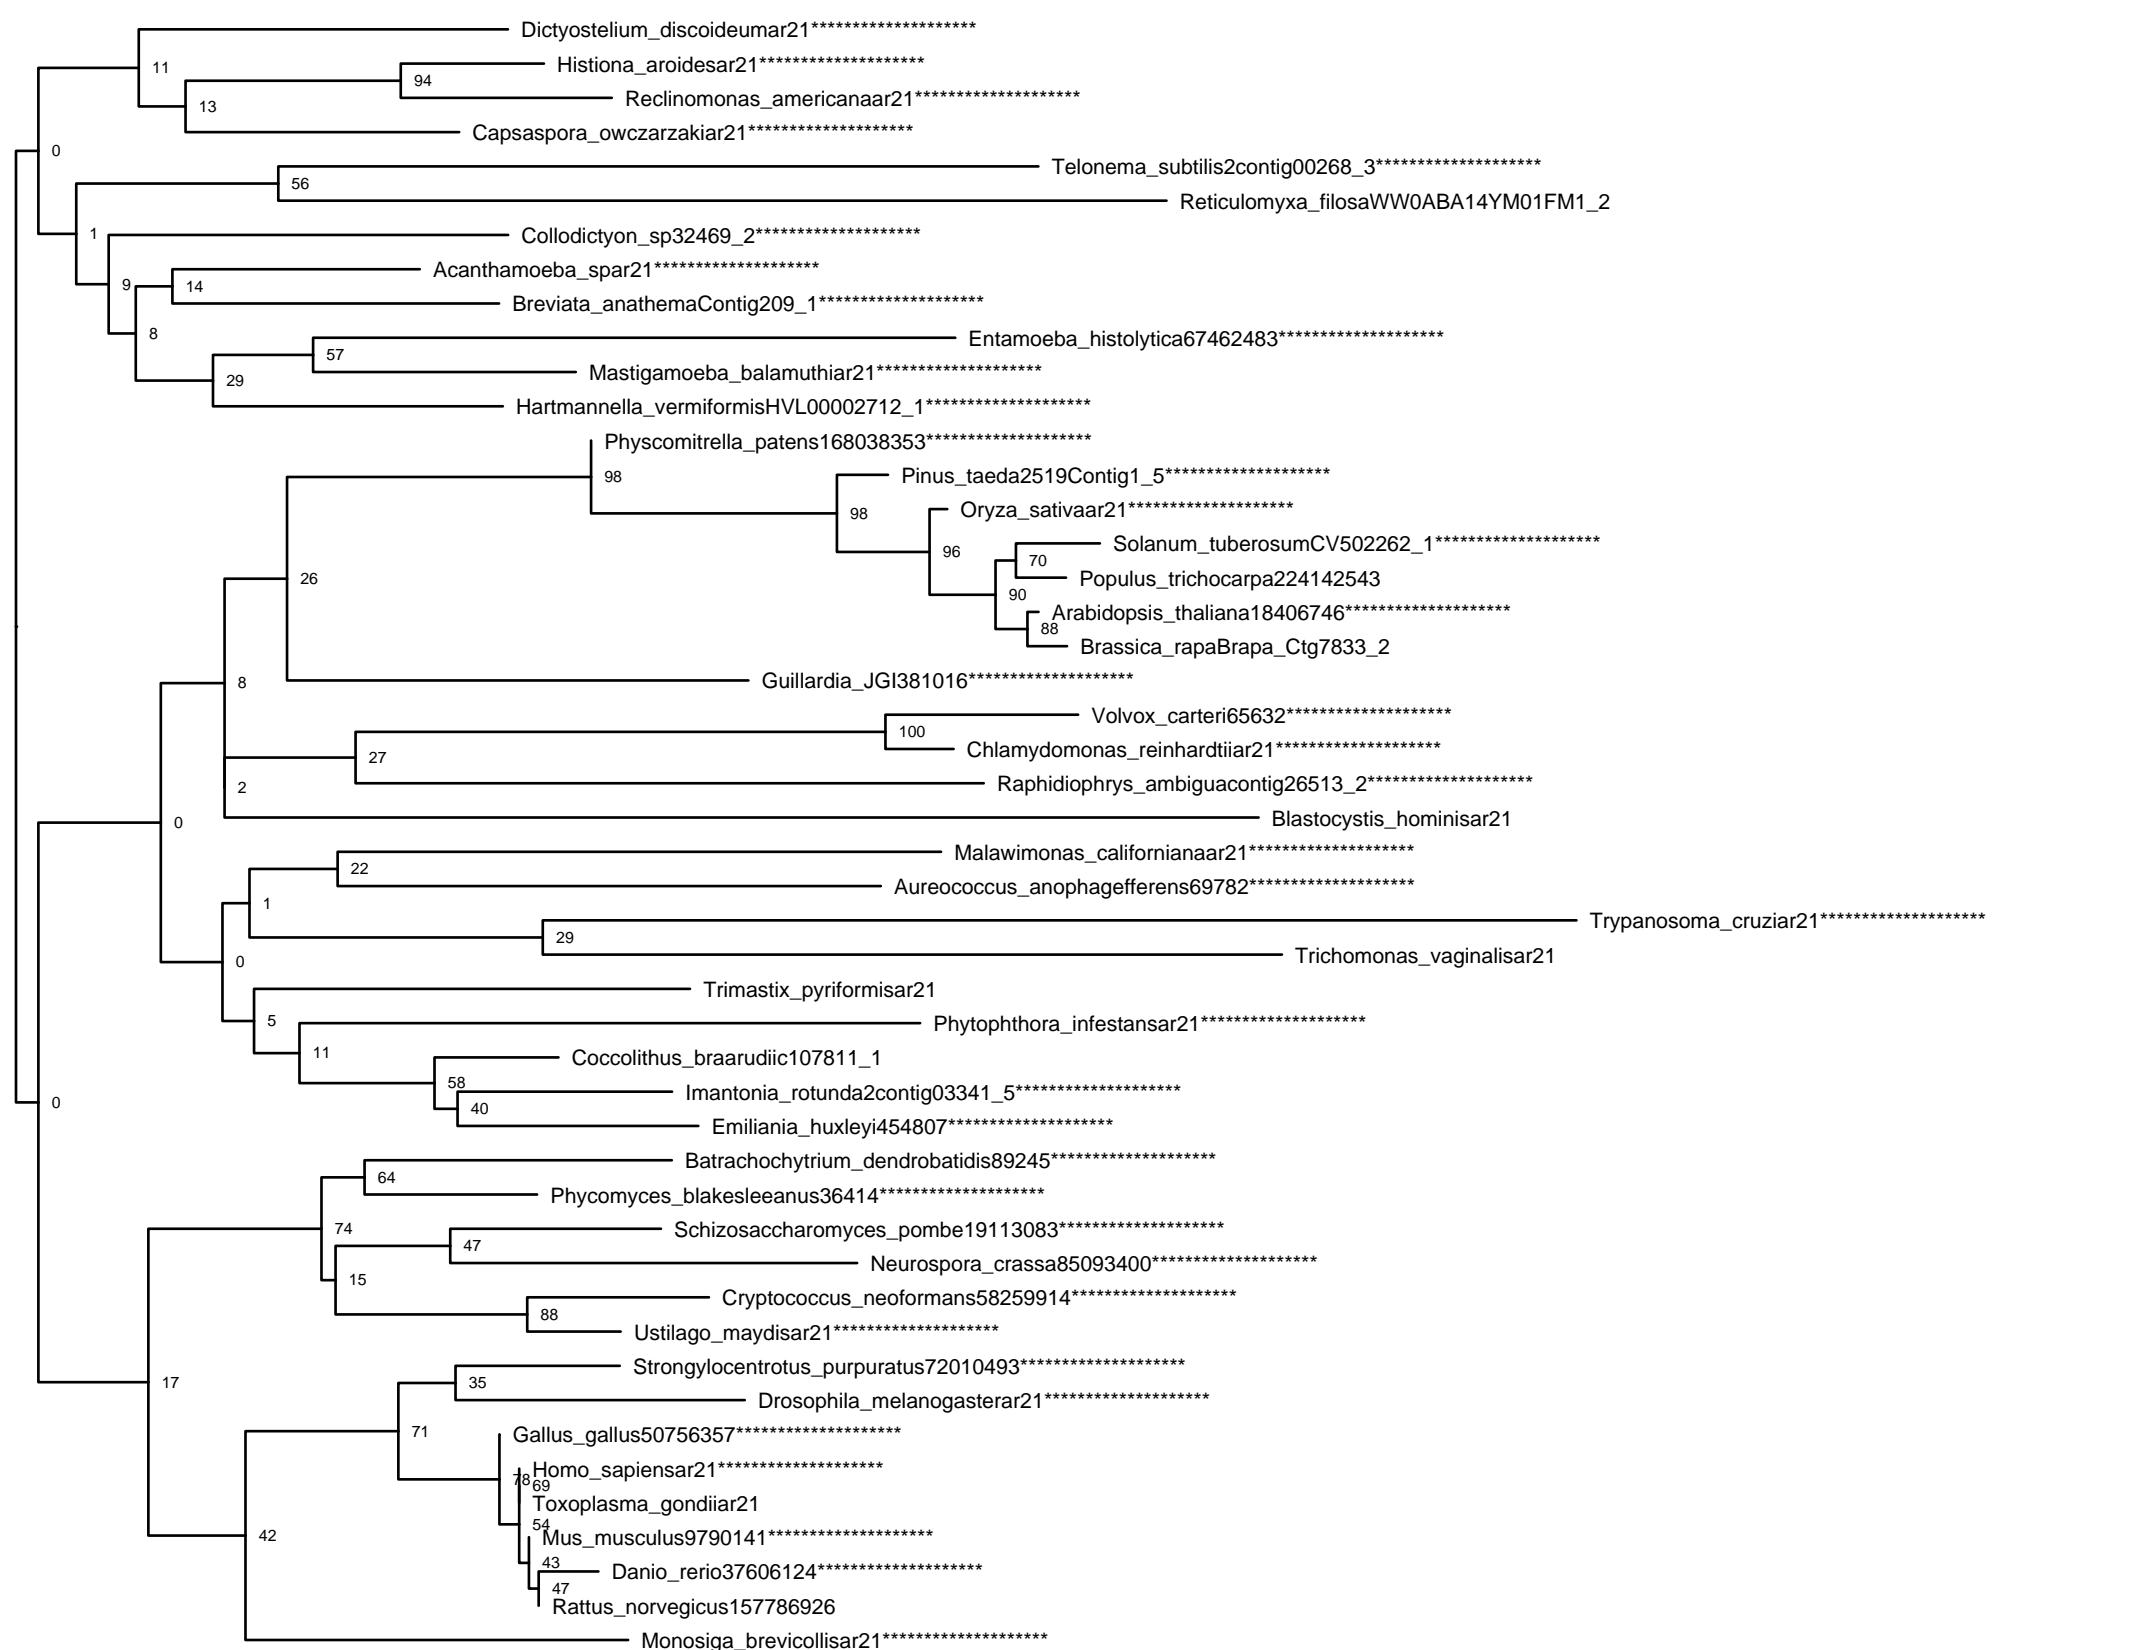 Dictyostelium_discoideumar21********************
11
Histiona_aroidesar21********************
94
Reclinomonas_americanaar21********************
13
Capsaspora_owczarzakiar21********************
0
Telonema_subtilis2contig00268_3********************
56
Reticulomyxa_filosaWW0ABA14YM01FM1_2
1
Collodictyon_sp32469_2********************
Acanthamoeba_spar21********************
9
14
Breviata_anathemaContig209_1********************
8
Entamoeba_histolytica67462483********************
57
Mastigamoeba_balamuthiar21********************
29
Hartmannella_vermiformisHVL00002712_1********************
Physcomitrella_patens168038353********************
98
Pinus_taeda2519Contig1_5********************
98
Oryza_sativaar21********************
96
Solanum_tuberosumCV502262_1********************
70
Populus_trichocarpa224142543
26
90
Arabidopsis_thaliana18406746********************
88
Brassica_rapaBrapa_Ctg7833_2
8
Guillardia_JGI381016********************
Volvox_carteri65632********************
100
Chlamydomonas_reinhardtiiar21********************
27
Raphidiophrys_ambiguacontig26513_2********************
2
Blastocystis_hominisar21
0
Malawimonas_californianaar21********************
22
Aureococcus_anophagefferens69782********************
1
Trypanosoma_cruziar21********************
29
Trichomonas_vaginalisar21
0
Trimastix_pyriformisar21
5
Phytophthora_infestansar21********************
11
Coccolithus_braarudiic107811_1
58
Imantonia_rotunda2contig03341_5********************
0
40
Emiliania_huxleyi454807********************
Batrachochytrium_dendrobatidis89245********************
64
Phycomyces_blakesleeanus36414********************
74
Schizosaccharomyces_pombe19113083********************
47
Neurospora_crassa85093400********************
15
Cryptococcus_neoformans58259914********************
88
Ustilago_maydisar21********************
Strongylocentrotus_purpuratus72010493********************
17
35
Drosophila_melanogasterar21********************
71
Gallus_gallus50756357********************
Homo_sapiensar21********************
78
69
Toxoplasma_gondiiar21
54
Mus_musculus9790141********************
42
43
Danio_rerio37606124********************
47
Rattus_norvegicus157786926
Monosiga_brevicollisar21********************